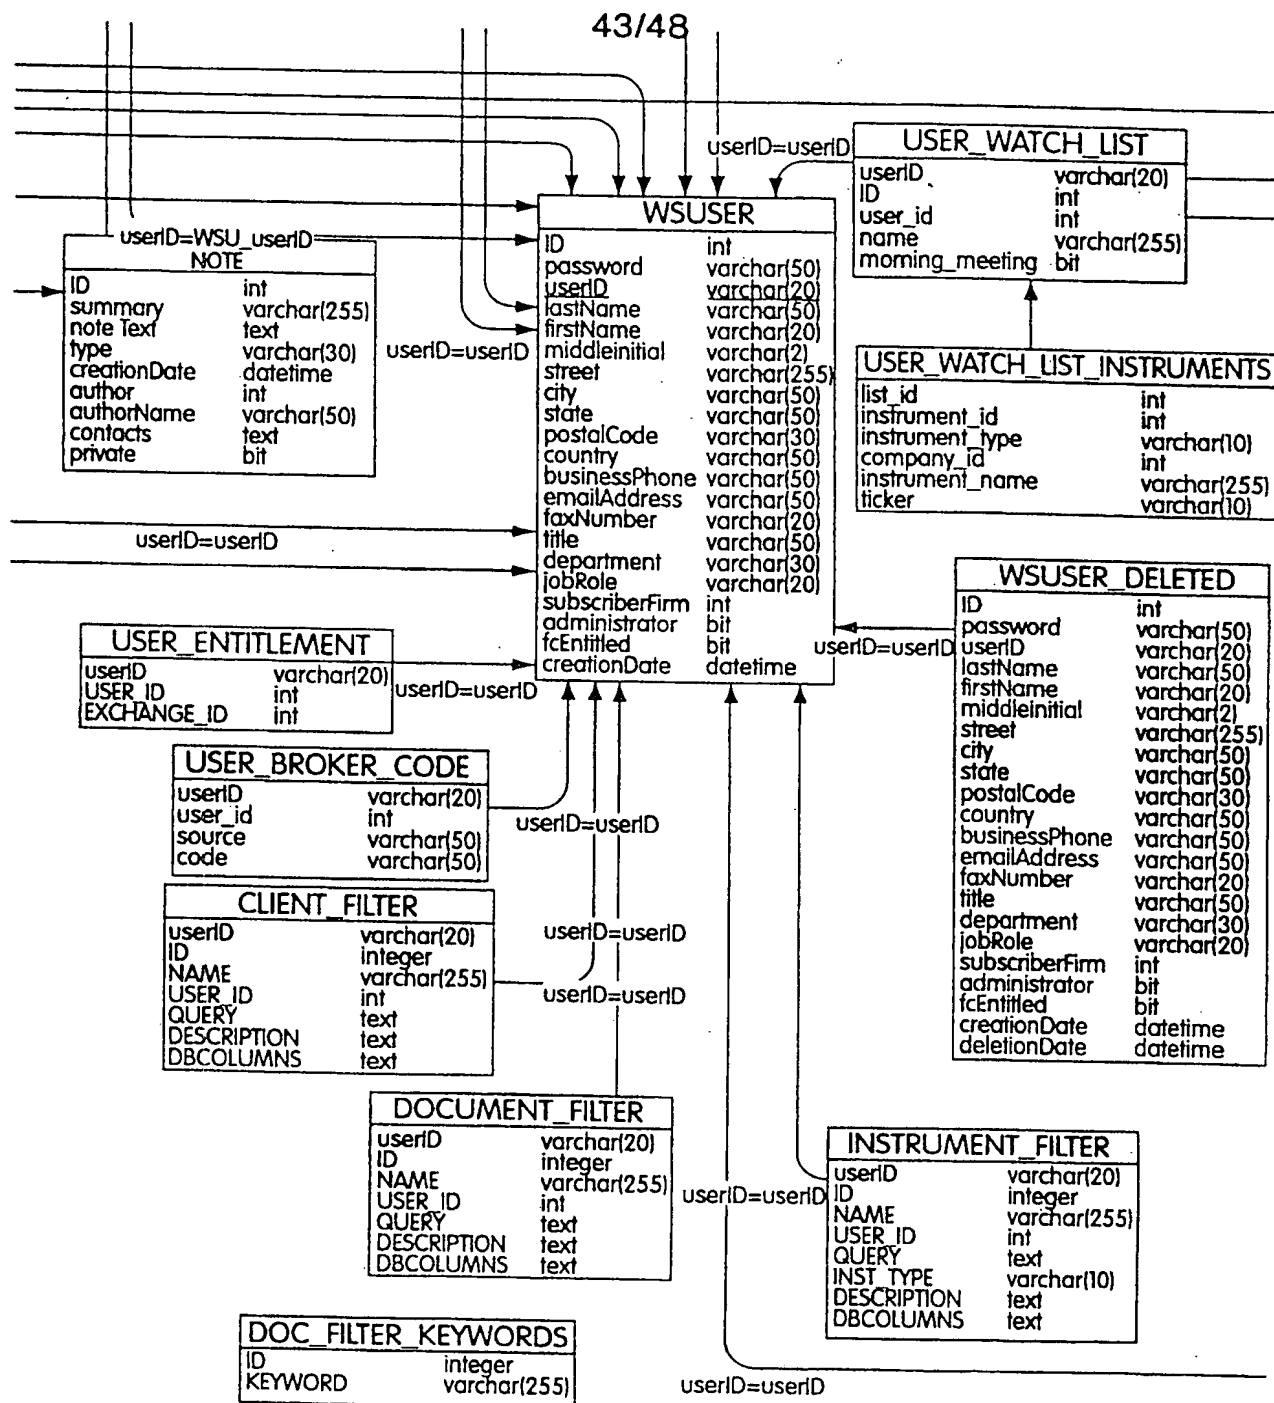 43/48
userID=userID
USER_WATCH_LIST
userID varchar(20)
ID int
user_id int
name varchar(255)
morning_meeting bit
WSUSER
ID int
password varchar(50)
userID varchar(20)
lastName varchar(50)
firstName varchar(20)
middleinitial varchar(2)
street varchar(255)
city varchar(50)
state varchar(50)
postalCode varchar(30)
country varchar(50)
businessPhone varchar(50)
emailAddress varchar(50)
faxNumber varchar(20)
title varchar(50)
department varchar(30)
jobRole varchar(20)
subscriberFirm int
administrator bit
fcEntitled bit
creationDate datetime
userID=WSU_userID
NOTE
ID int
summary varchar(255)
note Text text
type varchar(30)
creationDate datetime
author int
authorName varchar(50)
contacts text
private bit
userID=userID
USER_WATCH_LIST_INSTRUMENTS
list_id int
instrument_id int
instrument_type varchar(10)
company_id int
instrument_name varchar(255)
ticker varchar(10)
userID=userID
WSUSER_DELETED
ID int
password varchar(50)
userID varchar(20)
lastName varchar(50)
firstName varchar(20)
middleinitial varchar(2)
street varchar(255)
city varchar(50)
state varchar(50)
postalCode varchar(30)
country varchar(50)
businessPhone varchar(50)
emailAddress varchar(50)
faxNumber varchar(20)
title varchar(50)
department varchar(30)
jobRole varchar(20)
subscriberFirm int
administrator bit
fcEntitled bit
creationDate datetime
deletionDate datetime
userID=userID
USER_ENTITLEMENT
userID varchar(20)
USER_ID int
EXCHANGE_ID int
userID=userID
USER_BROKER_CODE
userID varchar(20)
user_id int
source varchar(50)
code varchar(50)
userID=userID
CLIENT_FILTER
userID varchar(20)
ID integer
NAME varchar(255)
USER_ID int
QUERY text
DESCRIPTION text
DBCOLUMNS text
userID=userID
userID=userID
DOCUMENT_FILTER
userID varchar(20)
ID integer
NAME varchar(255)
USER_ID int
QUERY text
DESCRIPTION text
DBCOLUMNS text
userID=userID
INSTRUMENT_FILTER
userID varchar(20)
ID integer
NAME varchar(255)
USER_ID int
QUERY text
INST_TYPE varchar(10)
DESCRIPTION text
DBCOLUMNS text
DOC_FILTER_KEYWORDS
ID integer
KEYWORD varchar(255)
userID=userID